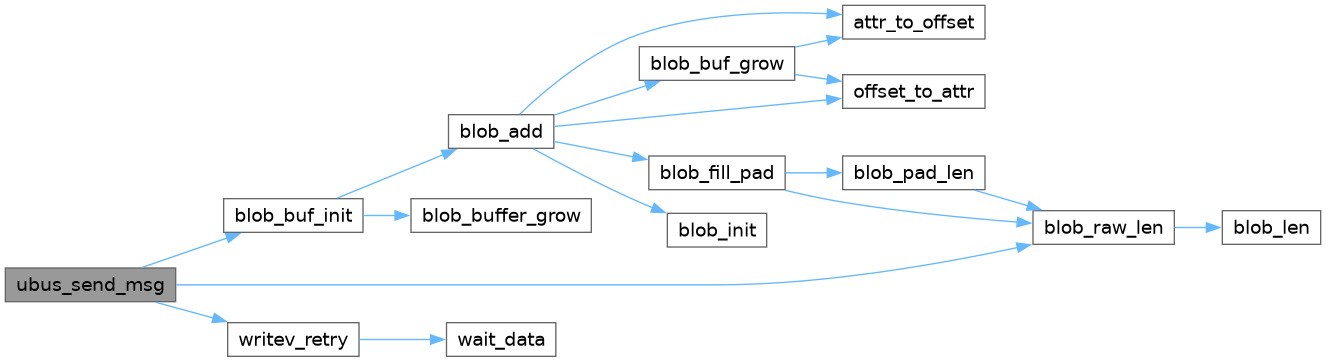 attr_to_offset
blob_buf_grow
offset_to_attr
blob_add
blob_fill_pad
blob_pad_len
blob_buf_init
blob_buffer_grow
blob_init
blob_raw_len
blob_len
ubus_send_msg
writev_retry
wait_data